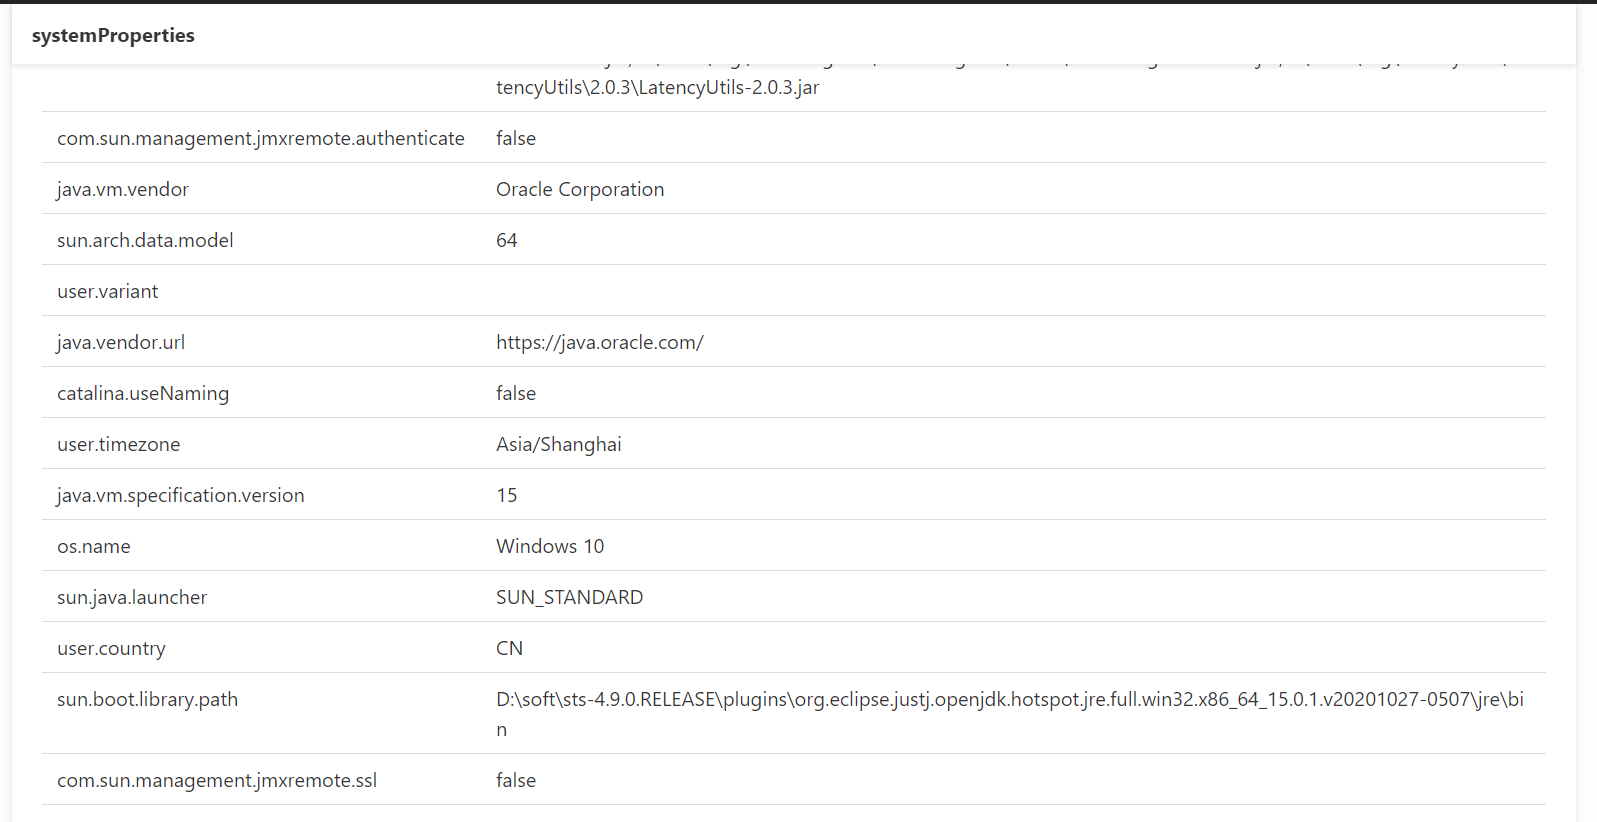 systemProperties
tencyUtils\2.0.3\LatencyUtils-2.0.3.jar
com.sun.management.jmxremote.authenticate false
java.vm.vendor Oracle Corporation
sun.arch.data.model 64
user.variant
java.vendor.url https://java.oracle.com/
catalina.useNaming false
user.timezone Asia/Shanghai
java.vm.specification.version 15
os.name Windows 10
sun.java.launcher SUN_STANDARD
user.country CN
sun.boot.library.path D:\soft\sts-4.9.0.RELEASE\plugins\org.eclipse.justj.openjdk.hotspot.jre.full.win32.x86_64_15.0.1.v20201027-0507\jre\bi
n
com.sun.management.jmxremote.ssl false